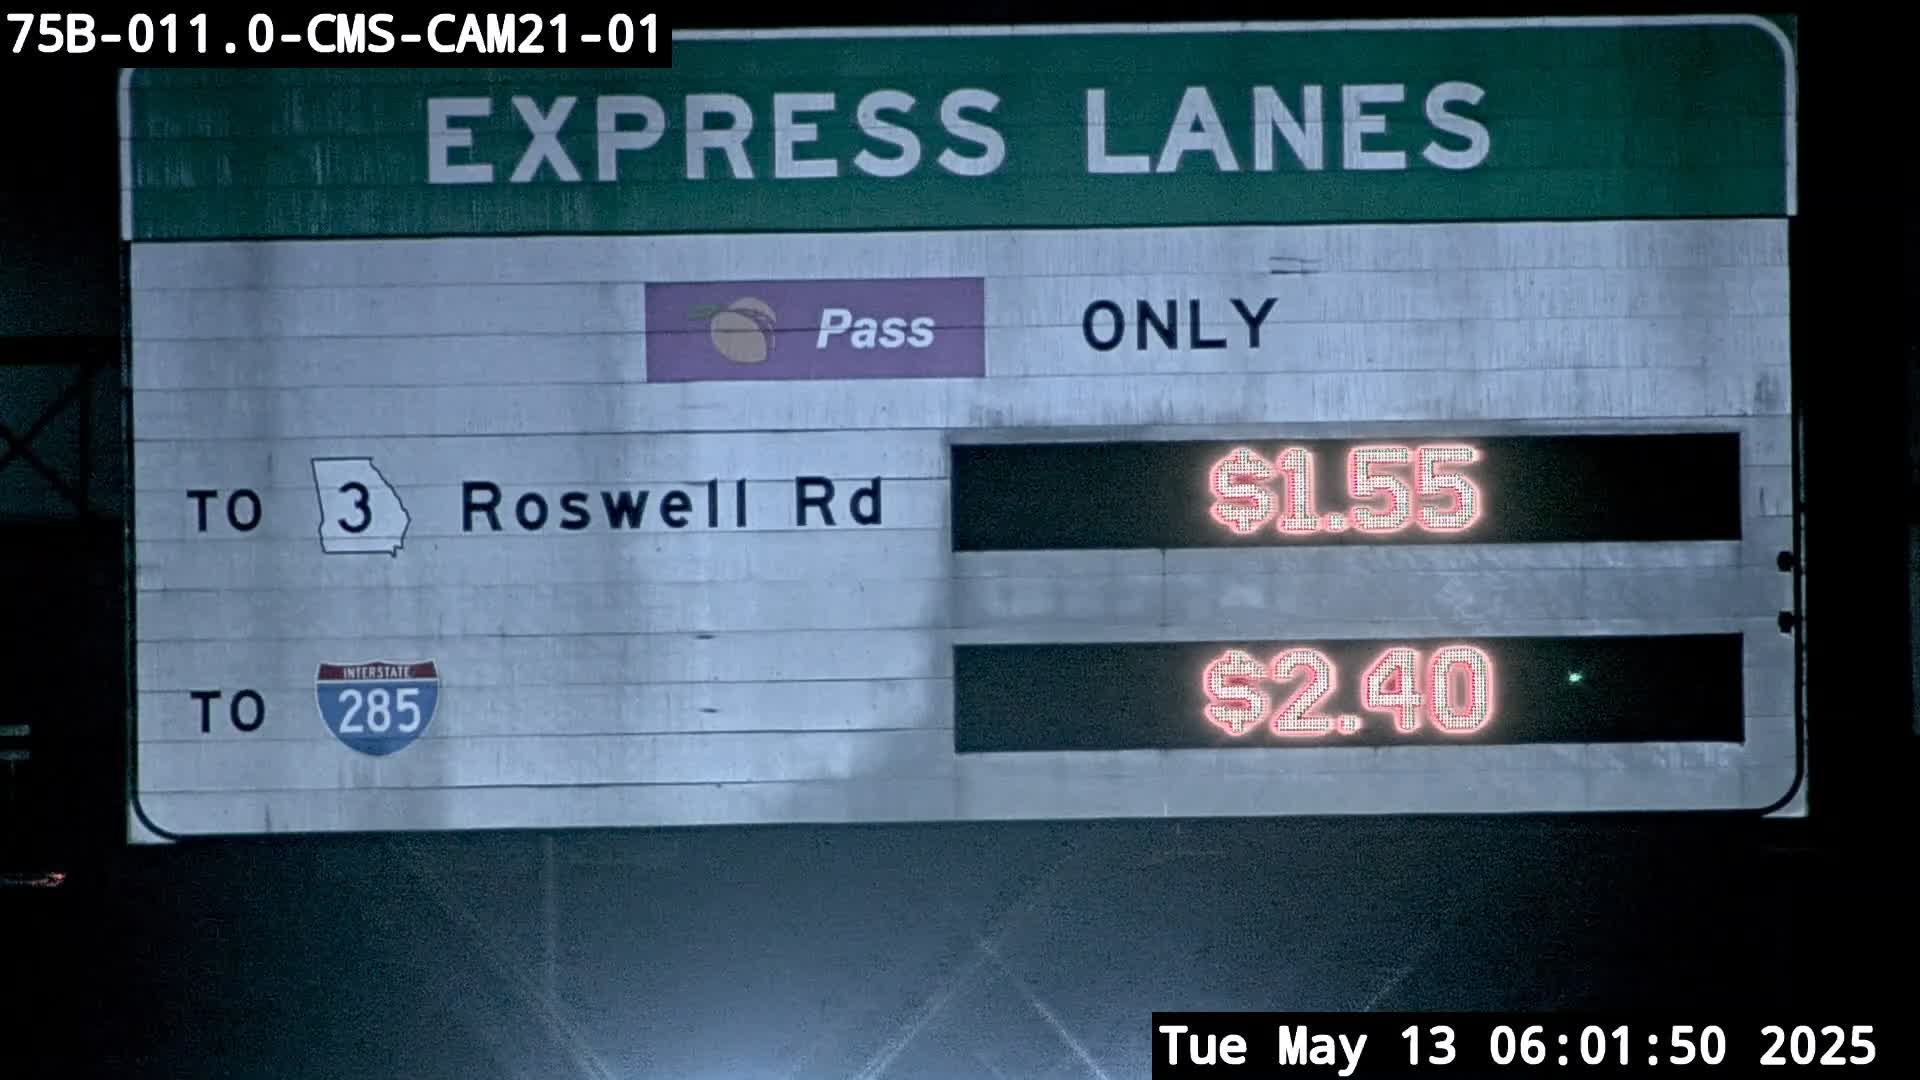 75B-011.0-CMS-CAM21-01
EXPRESS LANES
Pass ONLY
TO 3 Roswell Rd $1.55
INTERSTATE
TO 285 $2.40
Tue May 13 06:01:50 2025